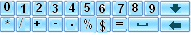 0 1 2 3 4 5 6 7 8 9
* / + - . % $ =